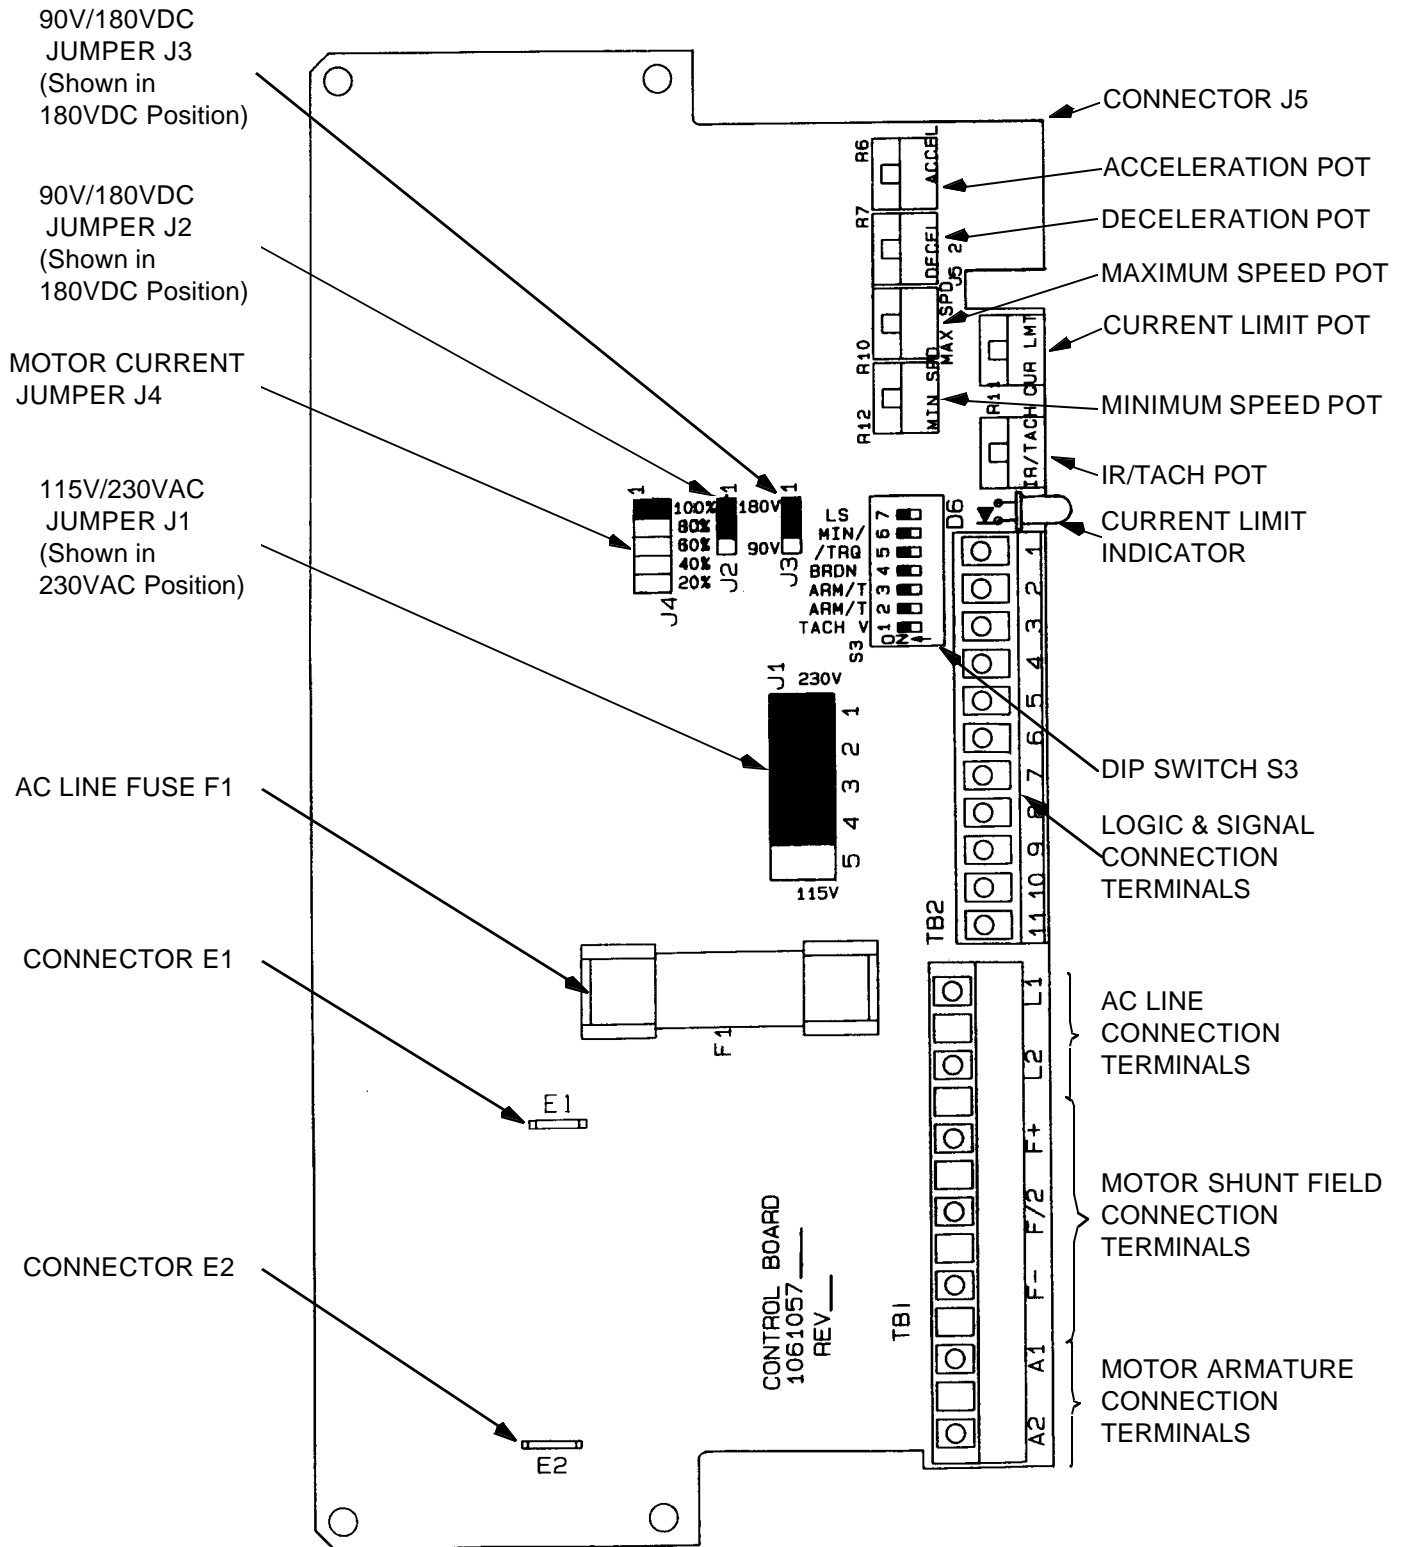 90V/180VDC
JUMPER J3
(Shown in
180VDC Position)
90V/180VDC
JUMPER J2
(Shown in
180VDC Position)
MOTOR CURRENT
JUMPER J4
115V/230VAC
JUMPER J1
(Shown in
230VAC Position)
AC LINE FUSE F1
CONNECTOR E1
CONNECTOR E2
CONNECTOR J5
ACCELERATION POT
DECELERATION POT
MAXIMUM SPEED POT
CURRENT LIMIT POT
MINIMUM SPEED POT
IR/TACH POT
CURRENT LIMIT
INDICATOR
DIP SWITCH S3
LOGIC & SIGNAL
CONNECTION
TERMINALS
AC LINE
CONNECTION
TERMINALS
MOTOR SHUNT FIELD
CONNECTION
TERMINALS
MOTOR ARMATURE
CONNECTION
TERMINALS
R6
ACCEL
R7
DECEL
J5 2
R10
MAX SPD
R12
MIN SPD
R11
CUR LMT
IR/TACH
D6
1
100%
80%
60%
40%
20%
J4
1
J2
180V
90V
1
J3
LS 7
MIN/ 6
/TRQ 5
BRDN 4
ARM/T 3
ARM/T 2
TACH V 1
ON
S3
J1
230V
1
2
3
4
5
115V
1
2
3
4
5
6
7
8
9
10
11
TB2
F1
E1
E2
L1
L2
F+
F/2
F-
A1
A2
TB1
CONTROL BOARD
1061057___
REV___